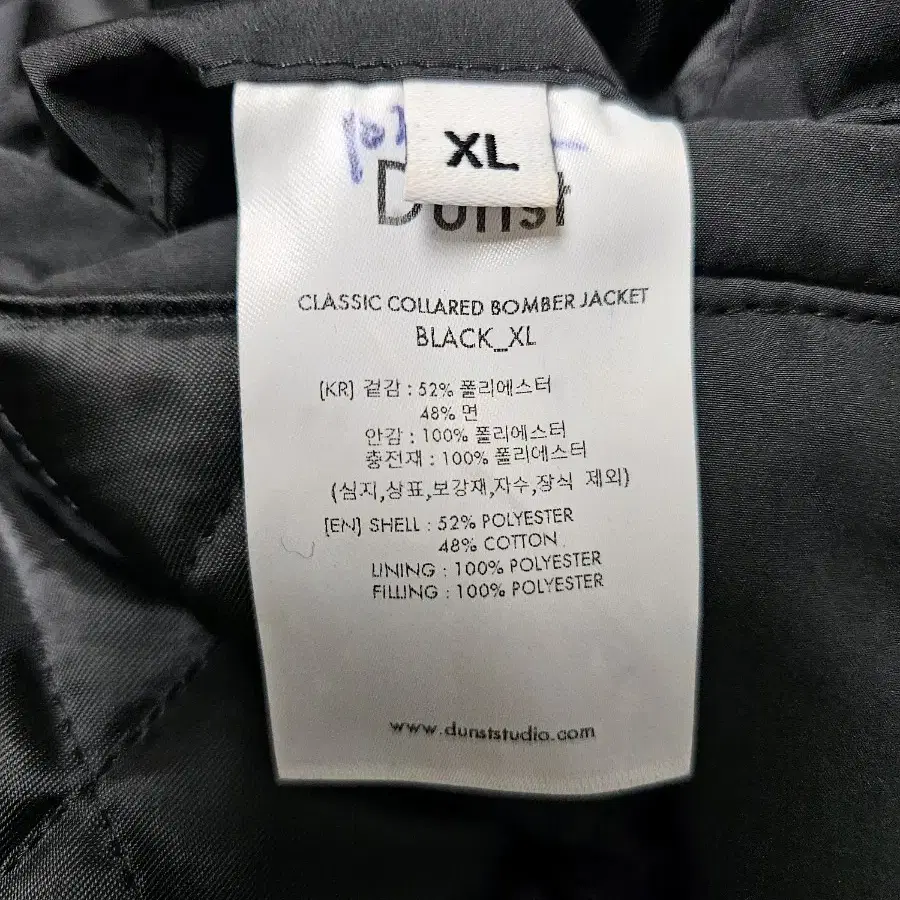 XL
Dunst
CLASSIC COLLARED BOMBER JACKET
BLACK_XL
[KR] 겉감 : 52% 폴리에스터
48% 면
안감 : 100% 폴리에스터
충전재 : 100% 폴리에스터
(심지,상표,보강재,자수,장식 제외)
[EN] SHELL : 52% POLYESTER
48% COTTON
LINING : 100% POLYESTER
FILLING : 100% POLYESTER
www.dunststudio.com